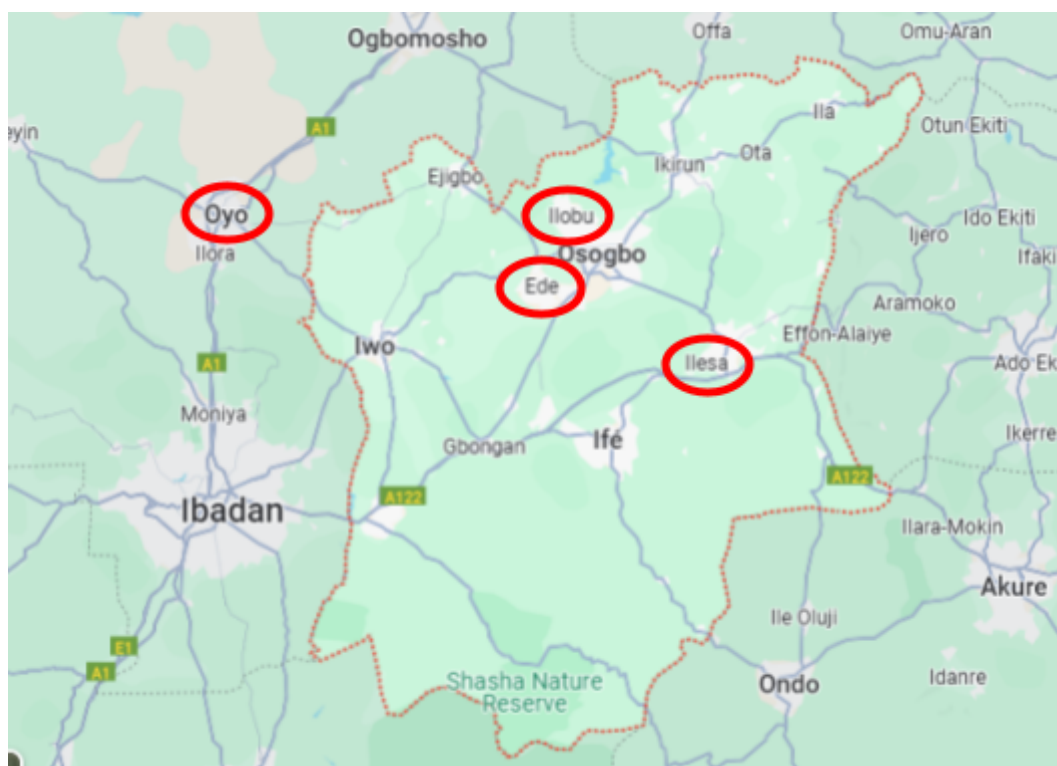 Ogbomosho
Offa
Omu-Aran
A1
eyin
Ila
Otun Ekiti
Ejigbo
Ikirun
Ota
Oyo
Ilobu
Ido Ekiti
Ilora
Osogbo
Ijero
Ifaki
Ede
Aramoko
Iwo
Effon-Alaiye
A1
Ilesa
Ado Ek
Moniya
Gbongan
Ifé
Ikerre
A122
A122
Ibadan
Ilara-Mokin
Akure
Ile Oluji
E1
A1
Shasha Nature
Reserve
Ondo
Idanre